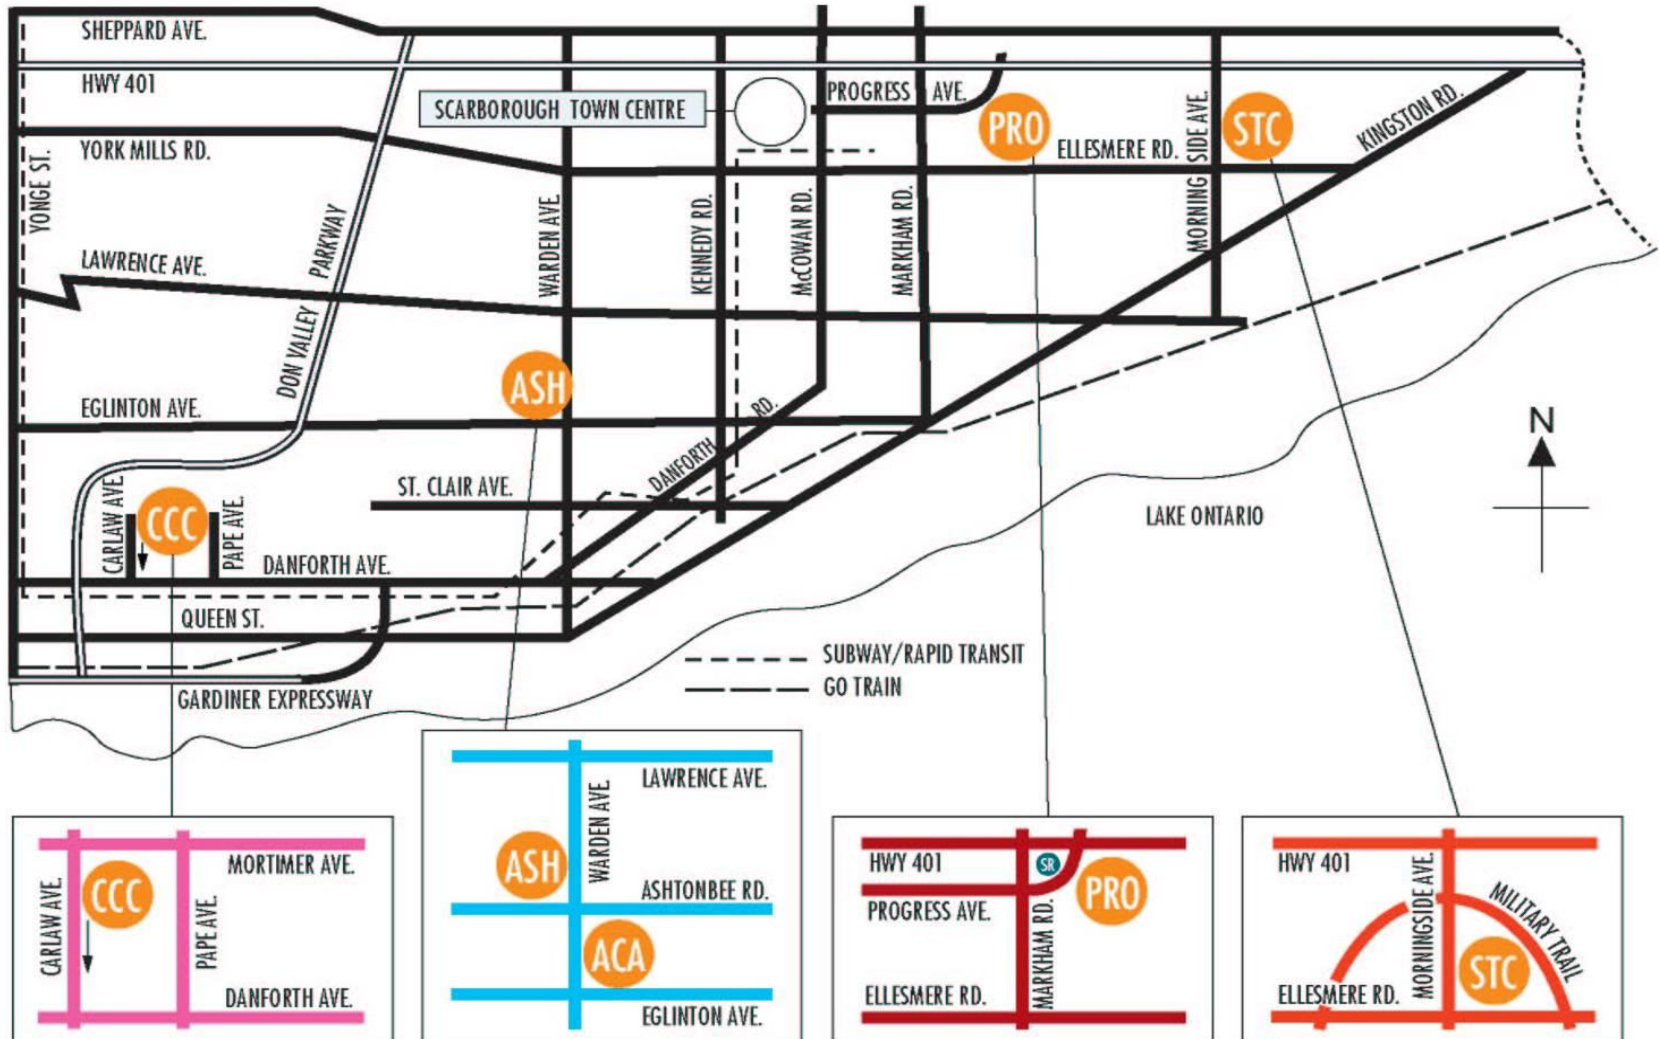 SHEPPARD AVE.
HWY 401
SCARBOROUGH TOWN CENTRE
PROGRESS AVE.
PRO
STC
KINGSTON RD.
YORK MILLS RD.
ELLESMERE RD.
MORNING SIDE AVE.
YONGE ST.
DON VALLEY PARKWAY
WARDEN AVE.
KENNEDY RD.
McCOWAN RD.
MARKHAM RD.
LAWRENCE AVE.
ASH
EGLINTON AVE.
DANFORTH RD.
N
ST. CLAIR AVE.
CARLAW AVE.
CCC
PAPE AVE.
LAKE ONTARIO
DANFORTH AVE.
QUEEN ST.
SUBWAY/RAPID TRANSIT
GO TRAIN
GARDINER EXPRESSWAY
MORTIMER AVE.
CARLAW AVE.
CCC
PAPE AVE.
DANFORTH AVE.
LAWRENCE AVE.
WARDEN AVE.
ASH
ASHTONBEE RD.
ACA
EGLINTON AVE.
HWY 401
SR
PRO
PROGRESS AVE.
MARKHAM RD.
ELLESMERE RD.
HWY 401
MORNINGSIDE AVE.
MILITARY TRAIL
STC
ELLESMERE RD.